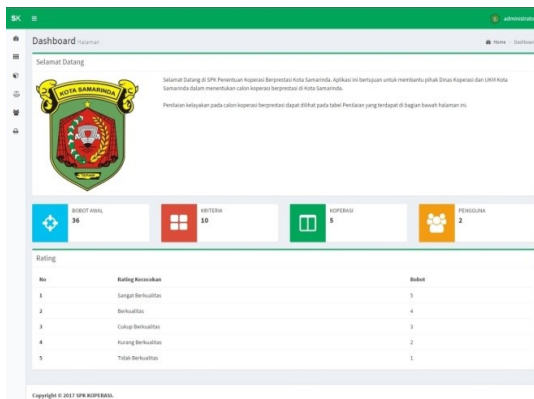 SK
administrator
Dashboard Halaman
Home > Dashboard
Selamat Datang
KOTA SAMARINDA
TEPIAN
Selamat Datang di SPK Penentuan Koperasi Berprestasi Kota Samarinda. Aplikasi ini bertujuan untuk membantu pihak Dinas Koperasi dan UKM Kota
Samarinda dalam menentukan calon koperasi berprestasi di Kota Samarinda.
Penilaian kelayakan pada calon koperasi berprestasi dapat dilihat pada tabel Penilaian yang terdapat di bagian bawah halaman ini.
BOBOT AWAL
36
KRITERIA
10
KOPERASI
5
PENGGUNA
2
Rating
No Rating Kecocokan Bobot
1 Sangat Berkualitas 5
2 Berkualitas 4
3 Cukup Berkualitas 3
4 Kurang Berkualitas 2
5 Tidak Berkualitas 1
Copyright © 2017 SPK KOPERASI.